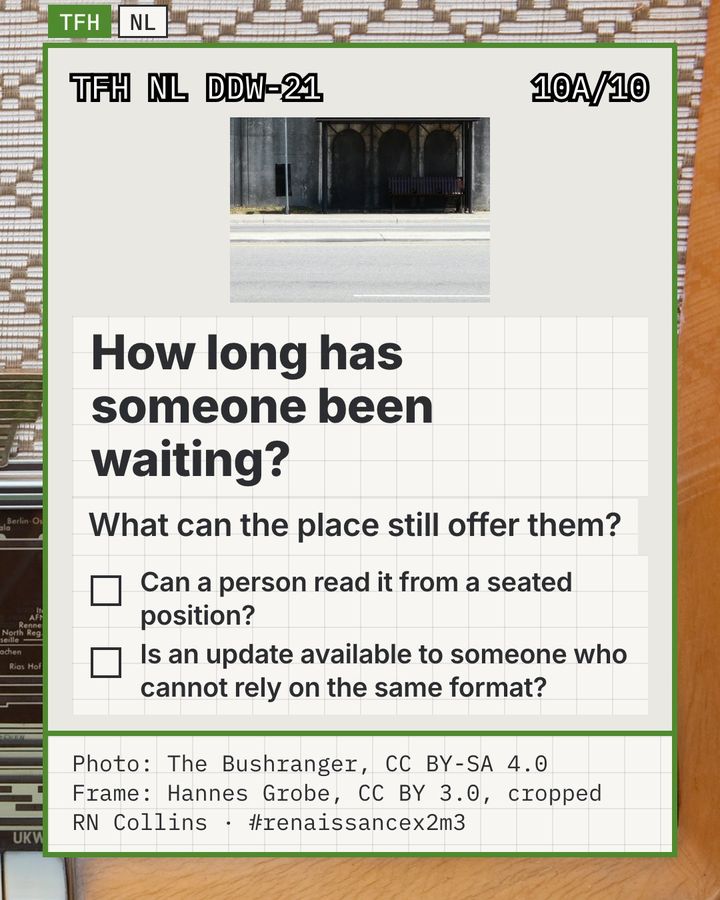 TFH NL
TFH NL DDW-21 10A/10
How long has
someone been
waiting?
What can the place still offer them?
Can a person read it from a seated
position?
Is an update available to someone who
cannot rely on the same format?
Photo: The Bushranger, CC BY-SA 4.0
Frame: Hannes Grobe, CC BY 3.0, cropped
RN Collins · #renaissancex2m3
North Reg.
UKW